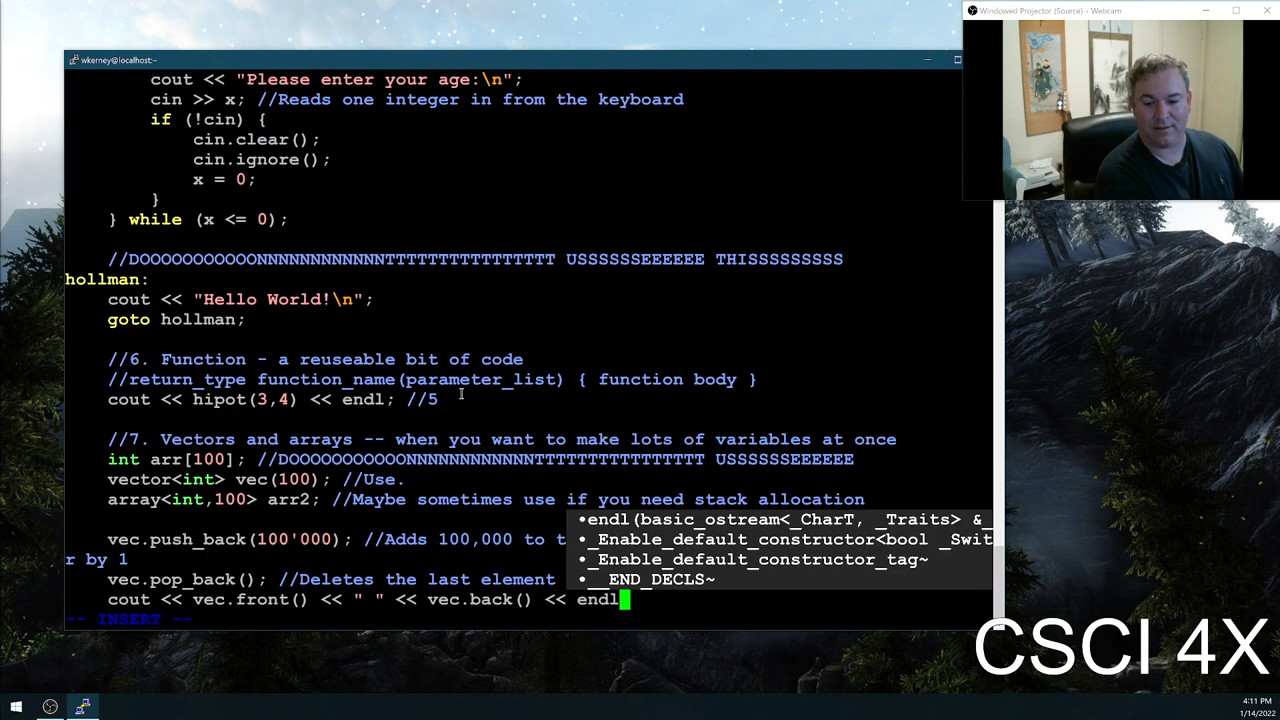 Windowed Projector (Source) - Webcam
wkerney@localhost:~
cout << "Please enter your age:\n";
cin >> x; //Reads one integer in from the keyboard
if (!cin) {
cin.clear();
cin.ignore();
x = 0;
}
} while (x <= 0);
//DOOOOOOOOOOONNNNNNNNNNNNTTTTTTTTTTTTTTTT USSSSSSEEEEEE THISSSSSSSSS
hollman:
cout << "Hello World!\n";
goto hollman;
//6. Function - a reuseable bit of code
//return_type function_name(parameter_list) { function body }
cout << hipot(3,4) << endl; //5
//7. Vectors and arrays -- when you want to make lots of variables at once
int arr[100]; //DOOOOOOOOOOONNNNNNNNNNNNTTTTTTTTTTTTTTTT USSSSSSEEEEEE
vector<int> vec(100); //Use.
array<int,100> arr2; //Maybe sometimes use if you need stack allocation
•endl(basic_ostream<_CharT, _Traits> &_
vec.push_back(100'000); //Adds 100,000 to t •_Enable_default_constructor<bool _Swit
r by 1 •_Enable_default_constructor_tag~
vec.pop_back(); //Deletes the last element •__END_DECLS~
cout << vec.front() << " " << vec.back() << endl
-- INSERT --
CSCI 4X
4:11 PM
1/14/2022